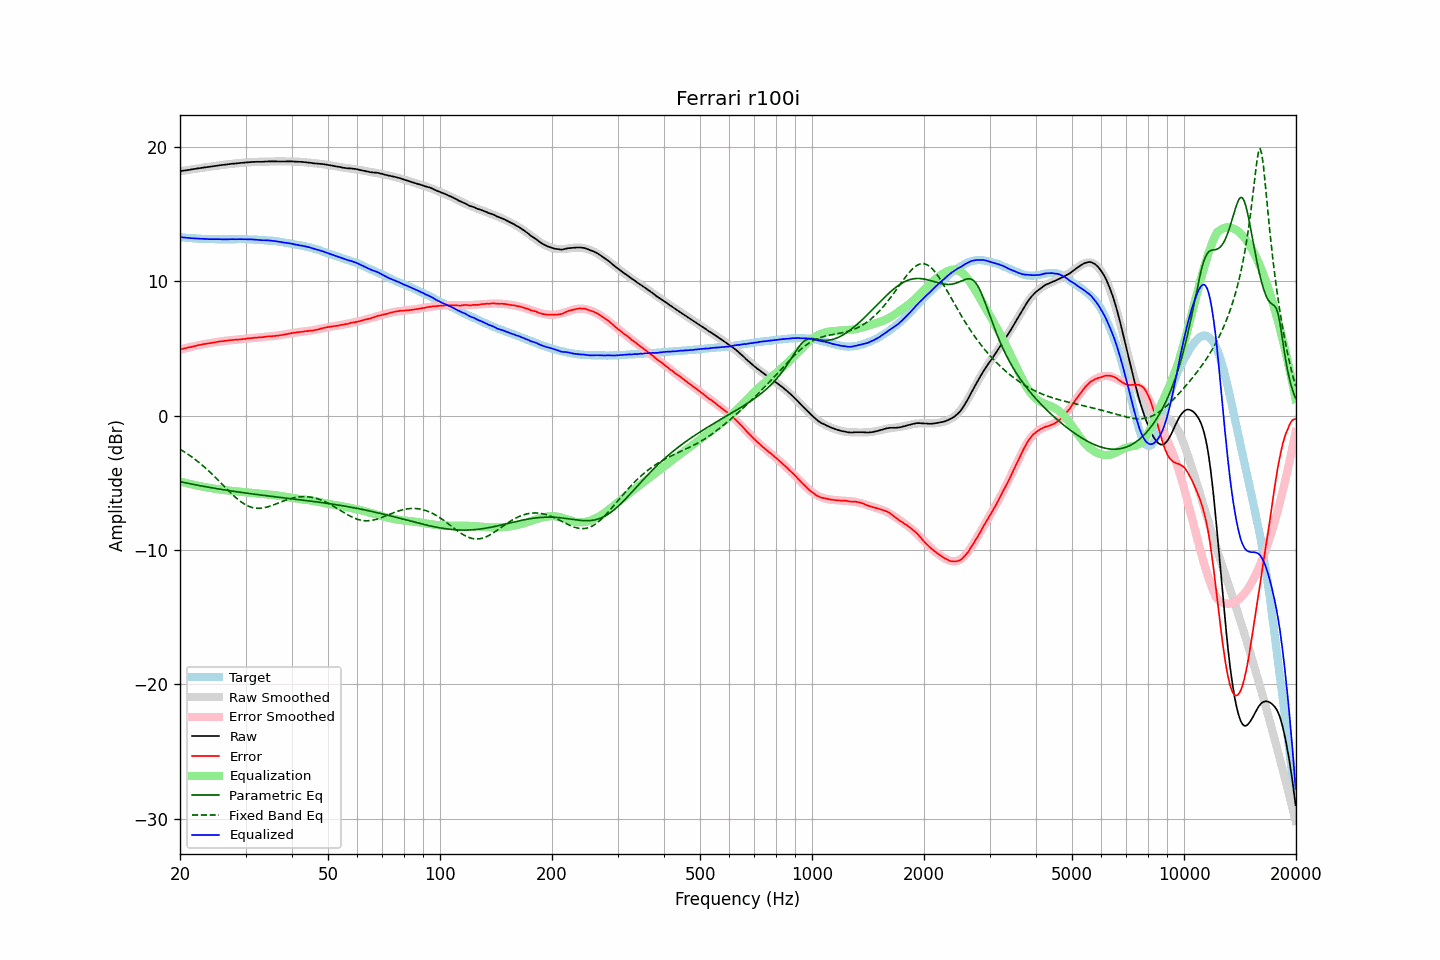 Ferrari r100i
Amplitude (dBr)
20
10
0
−10
−20
−30
Target
Raw Smoothed
Error Smoothed
Raw
Error
Equalization
Parametric Eq
Fixed Band Eq
Equalized
20 50 100 200 500 1000 2000 5000 10000 20000
Frequency (Hz)